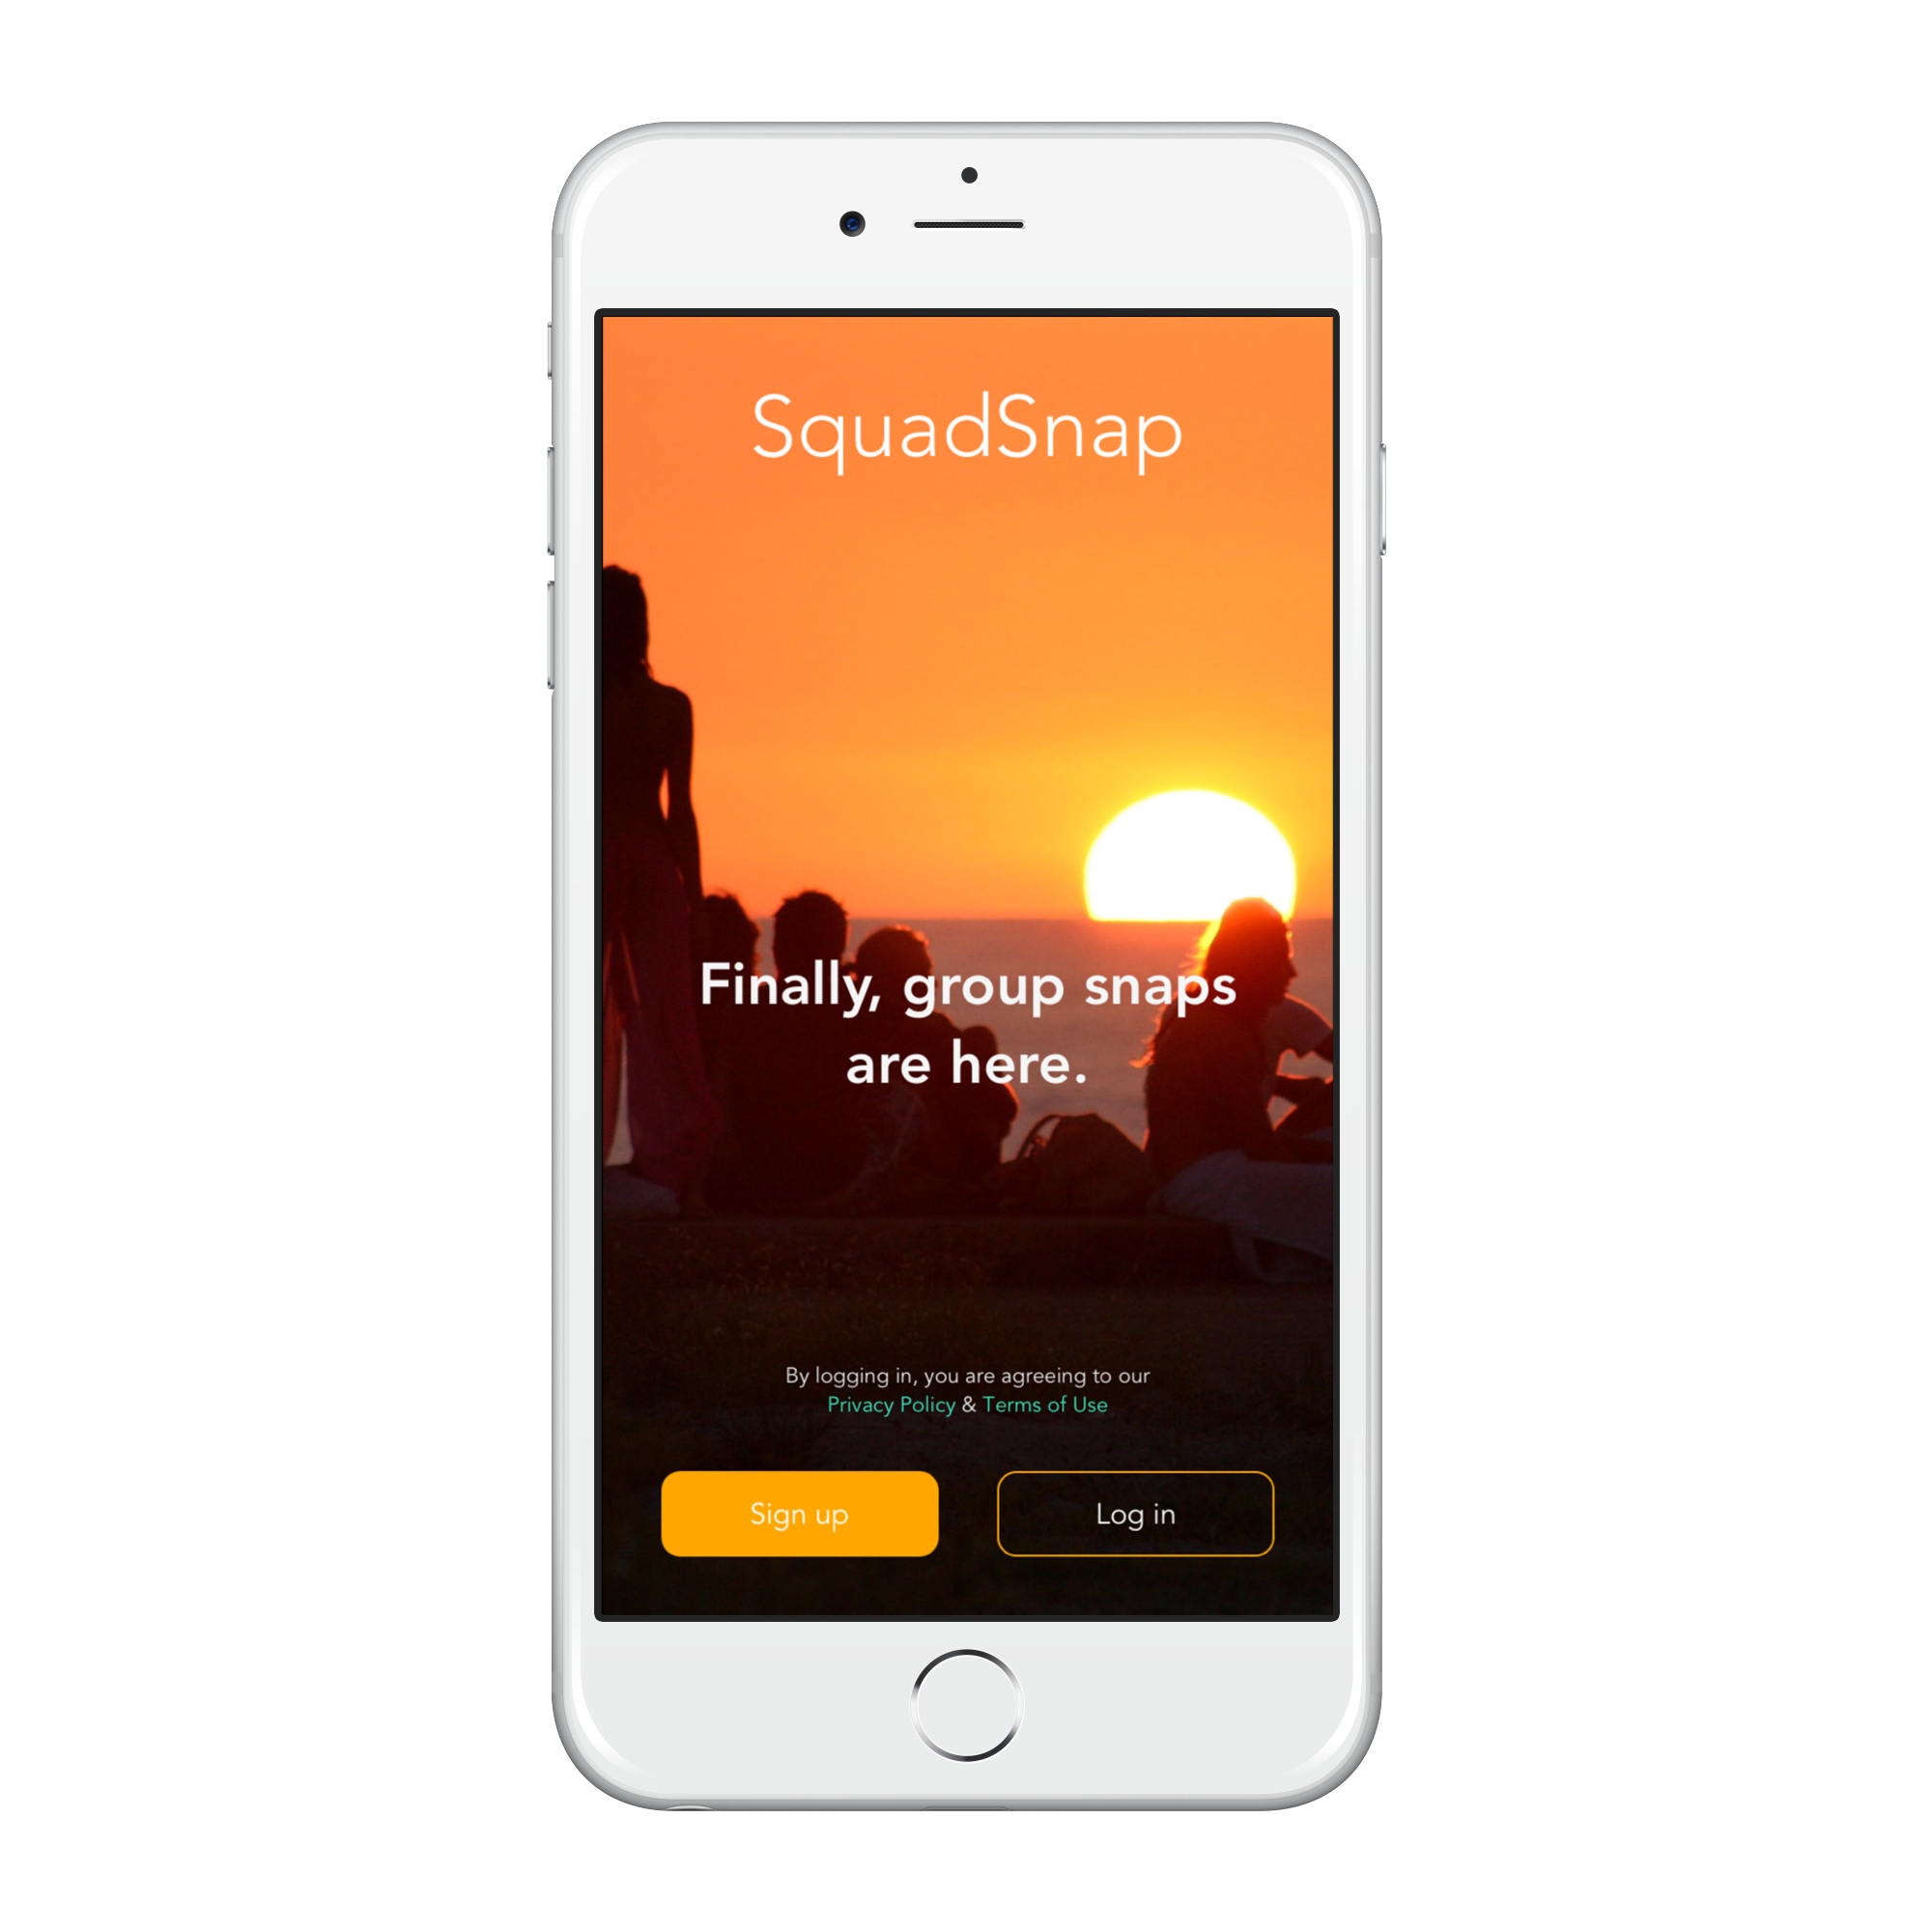 SquadSnap
Finally, group snaps
are here.
By logging in, you are agreeing to our
Privacy Policy & Terms of Use
Sign up
Log in